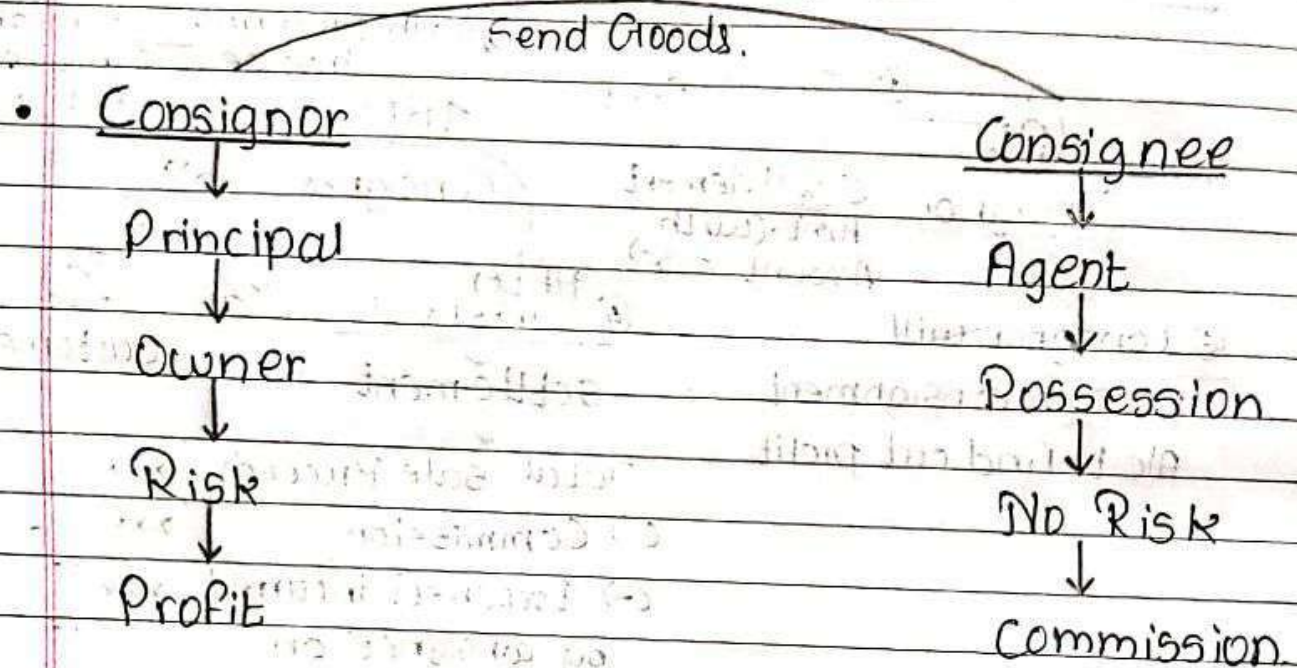 Send Goods.
• Consignor Consignee
Principal Agent
Owner Possession
Risk No Risk
Profit Commission